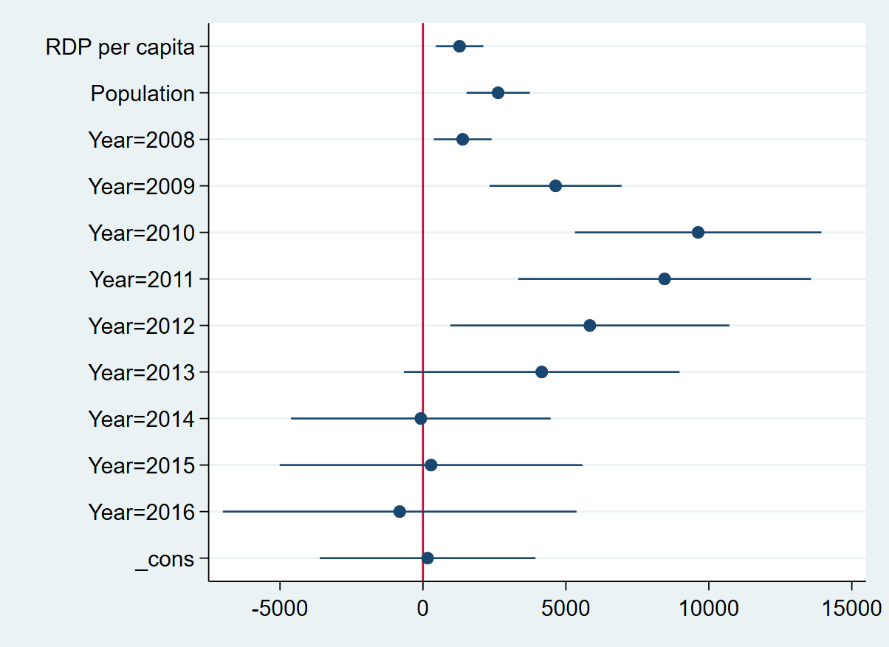 RDP per capita
Population
Year=2008
Year=2009
Year=2010
Year=2011
Year=2012
Year=2013
Year=2014
Year=2015
Year=2016
_cons
-5000 0 5000 10000 15000